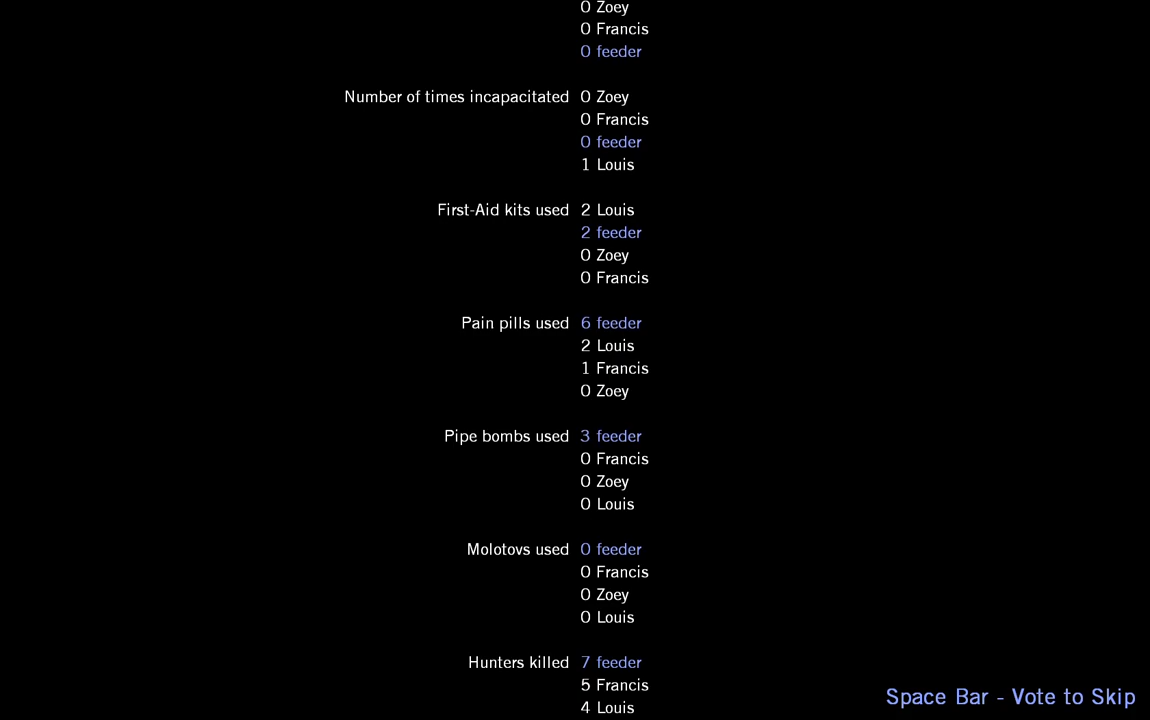 0 Zoey
0 Francis
0 feeder
Number of times incapacitated 0 Zoey
0 Francis
0 feeder
1 Louis
First-Aid kits used 2 Louis
2 feeder
0 Zoey
0 Francis
Pain pills used 6 feeder
2 Louis
1 Francis
0 Zoey
Pipe bombs used 3 feeder
0 Francis
0 Zoey
0 Louis
Molotovs used 0 feeder
0 Francis
0 Zoey
0 Louis
Hunters killed 7 feeder
5 Francis
4 Louis
Space Bar - Vote to Skip